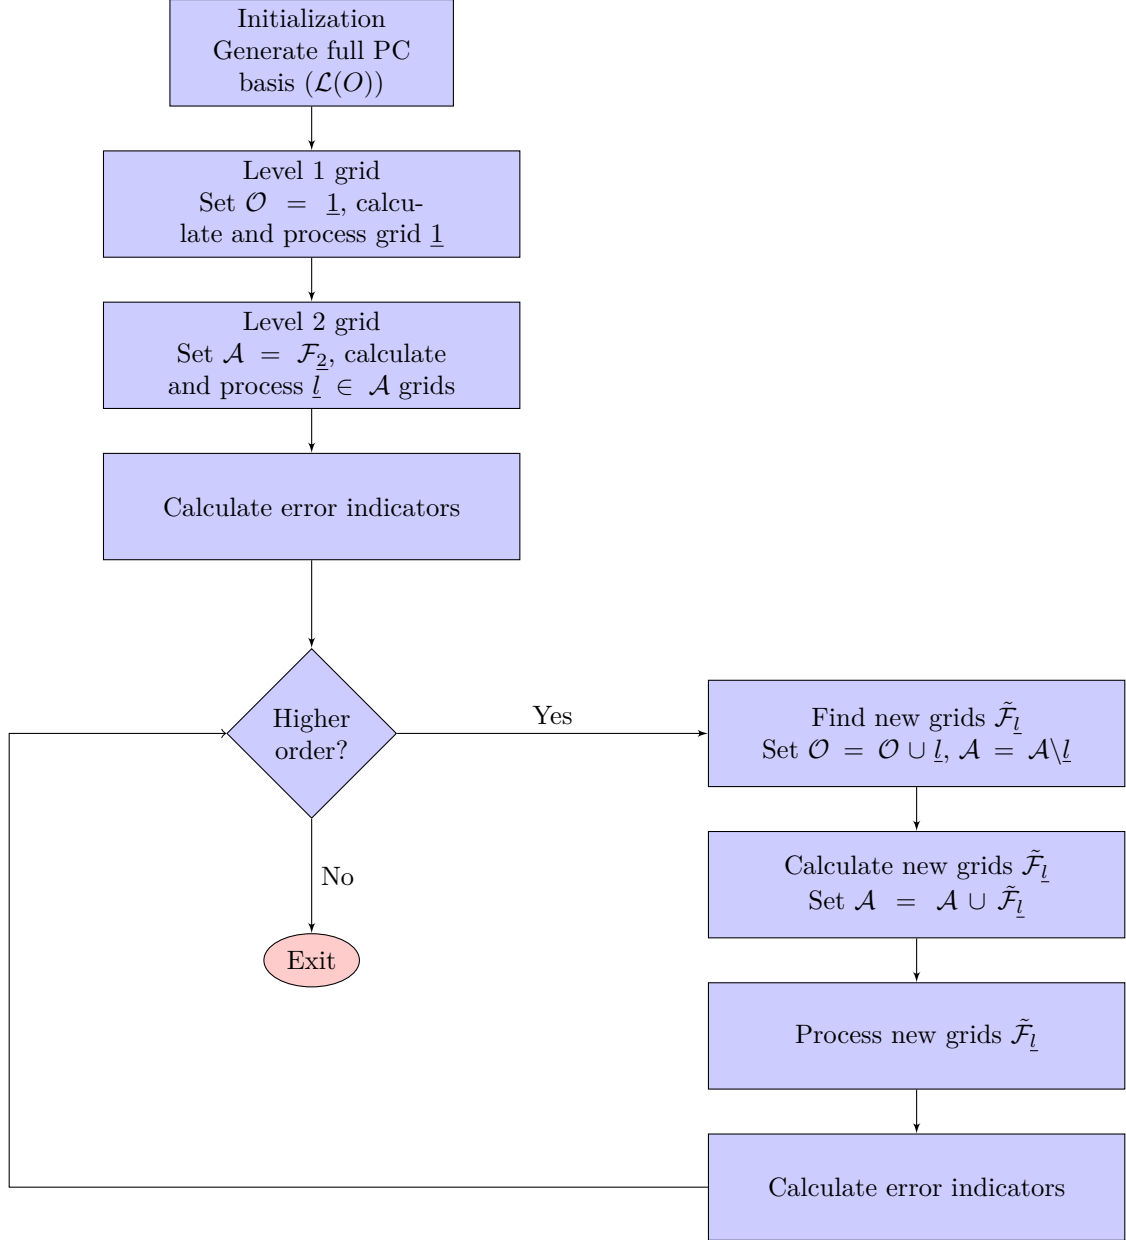 Initialization
Generate full PC
basis (ℒ(O))
Level 1 grid
Set 𝒪 = <u>1</u>, calcu-
late and process grid <u>1</u>
Level 2 grid
Set 𝒜 = ℱ_<u>2</u>, calculate
and process <u>l</u> ∈ 𝒜 grids
Calculate error indicators
Higher
order?
Yes
No
Exit
Find new grids ℱ̃_<u>l</u>
Set 𝒪 = 𝒪 ∪ <u>l</u>, 𝒜 = 𝒜\<u>l</u>
Calculate new grids ℱ̃_<u>l</u>
Set 𝒜 = 𝒜 ∪ ℱ̃_<u>l</u>
Process new grids ℱ̃_<u>l</u>
Calculate error indicators